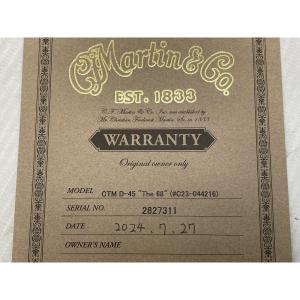 C.F. Martin & Co.
EST. 1833
C. F. Martin & Co., Inc. was established by
Mr. Christian Frederick Martin, Sr. in 1833
WARRANTY
Original owner only
MODEL CTM D-45 "The 68" (#C23-044216)
SERIAL NO. 2827311
DATE 2024.7.27
OWNER'S NAME